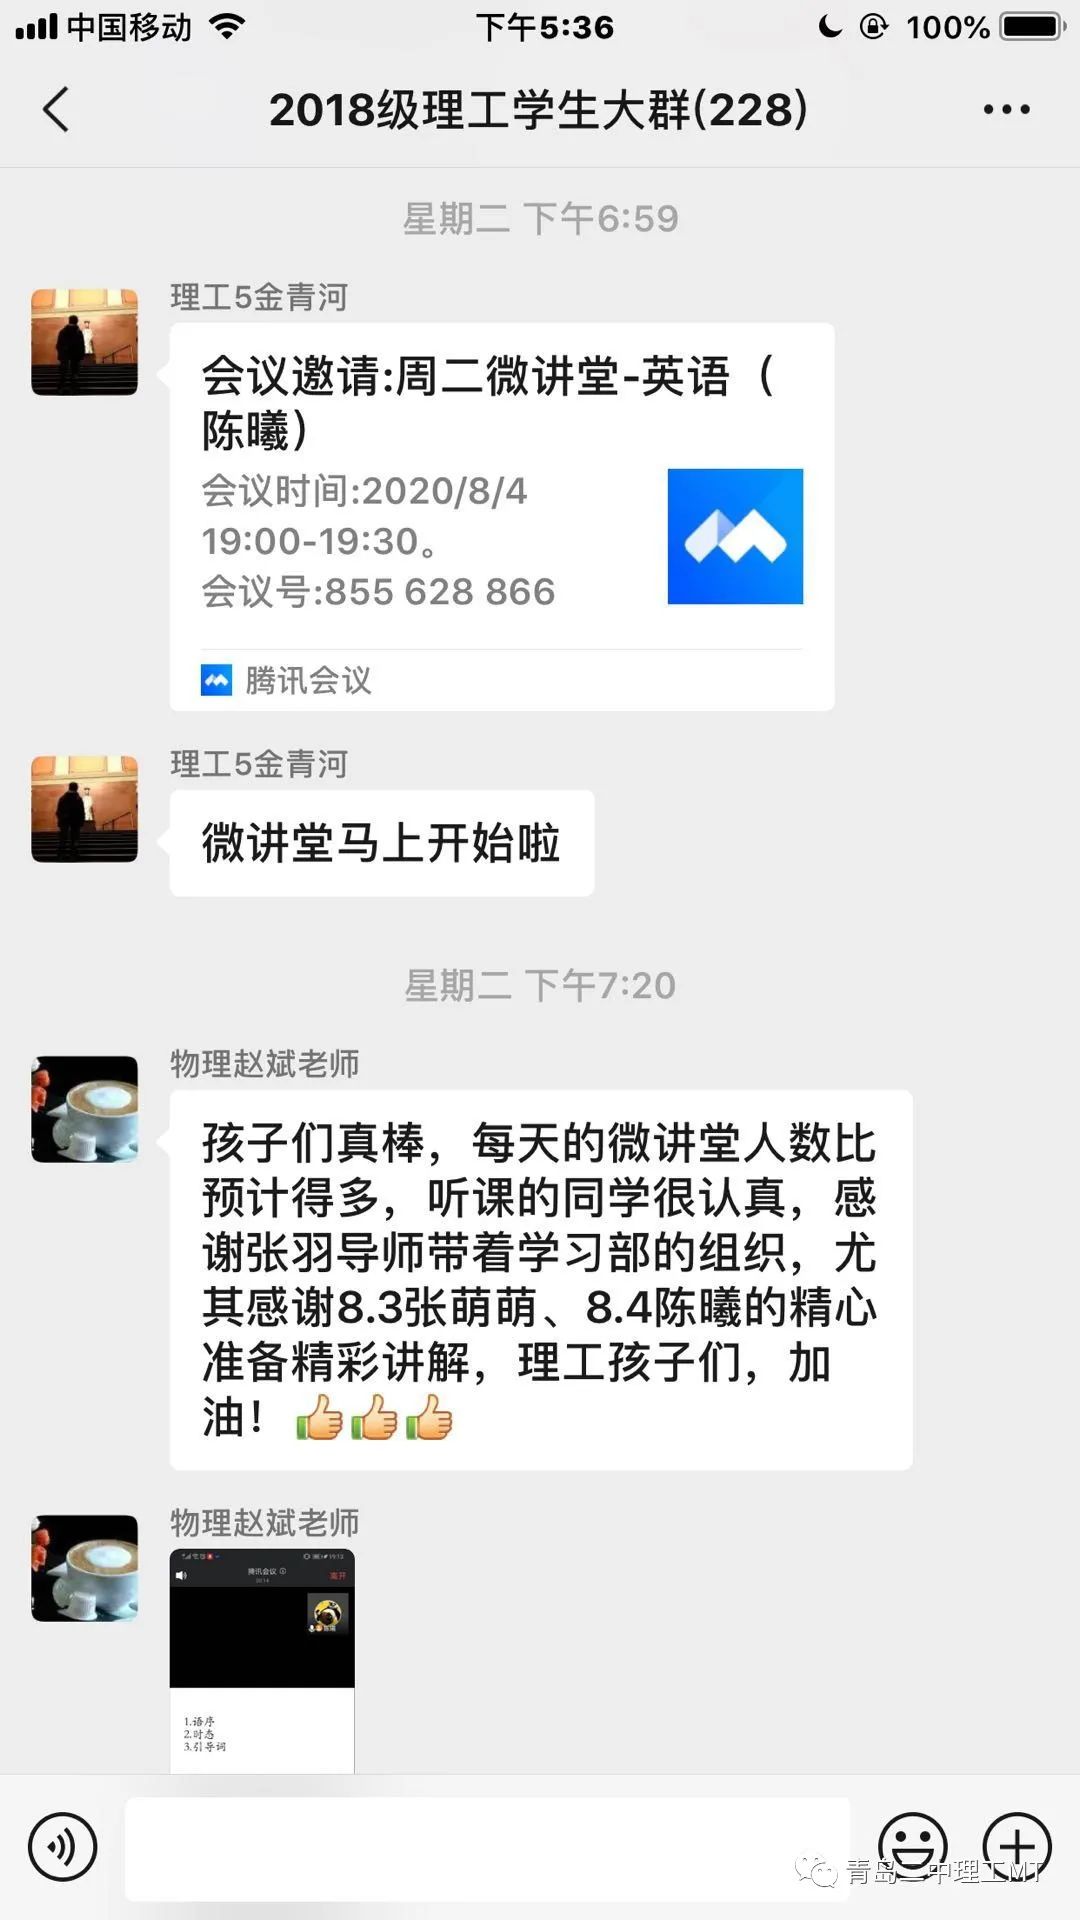 中国移动
下午5:36
100%
2018级理工学生大群(228)
星期二 下午6:59
理工5金青河
会议邀请:周二微讲堂-英语（
陈曦）
会议时间:2020/8/4
19:00-19:30。
会议号:855 628 866
腾讯会议
理工5金青河
微讲堂马上开始啦
星期二 下午7:20
物理赵斌老师
孩子们真棒，每天的微讲堂人数比
预计得多，听课的同学很认真，感
谢张羽导师带着学习部的组织，尤
其感谢8.3张萌萌、8.4陈曦的精心
准备精彩讲解，理工孩子们，加
油！👍👍👍
物理赵斌老师
腾讯会议
离开
1.语序
2.时态
3.引导词
青岛二中理工MT